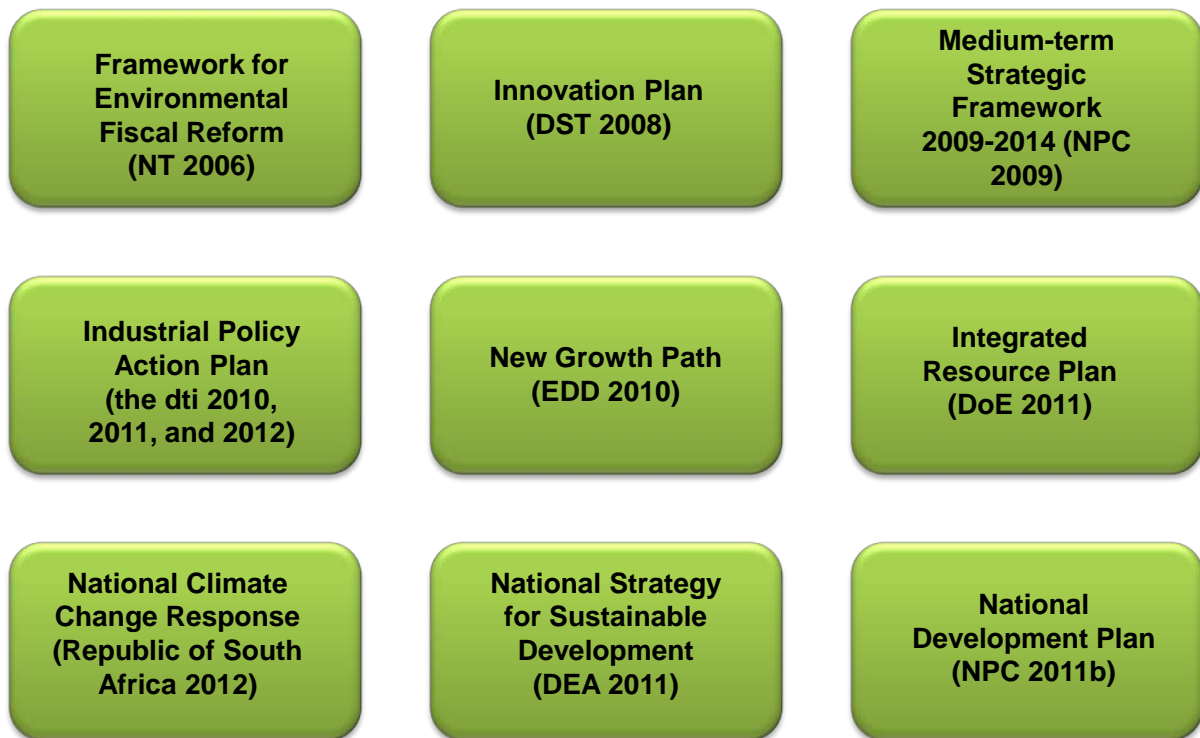 Framework for
Environmental
Fiscal Reform
(NT 2006)
Innovation Plan
(DST 2008)
Medium-term
Strategic
Framework
2009-2014 (NPC
2009)
Industrial Policy
Action Plan
(the dti 2010,
2011, and 2012)
New Growth Path
(EDD 2010)
Integrated
Resource Plan
(DoE 2011)
National Climate
Change Response
(Republic of South
Africa 2012)
National Strategy
for Sustainable
Development
(DEA 2011)
National
Development Plan
(NPC 2011b)